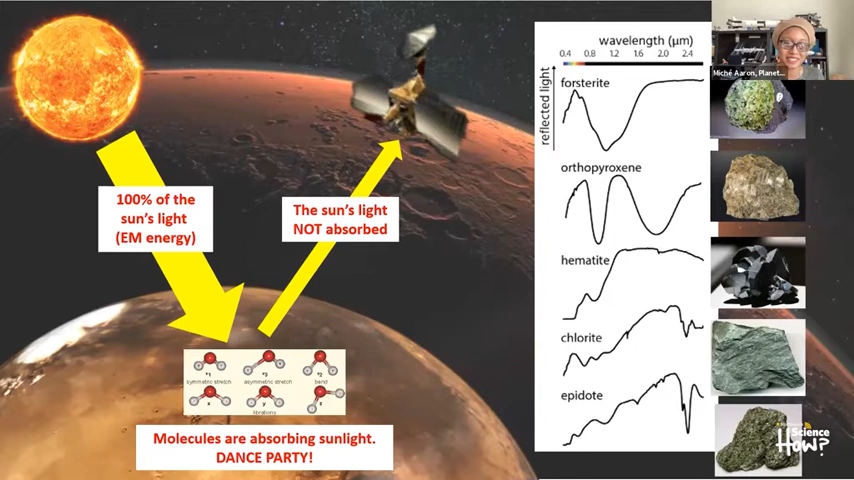 100% of the
sun's light
(EM energy)
The sun's light
NOT absorbed
symmetric stretch
asymmetric stretch
bend
x
y
z
librations
Molecules are absorbing sunlight.
DANCE PARTY!
wavelength (µm)
0.4 0.8 1.2 1.6 2.0 2.4
reflected light
forsterite
orthopyroxene
hematite
chlorite
epidote
Miché Aaron, Planet...
Science
HOW?